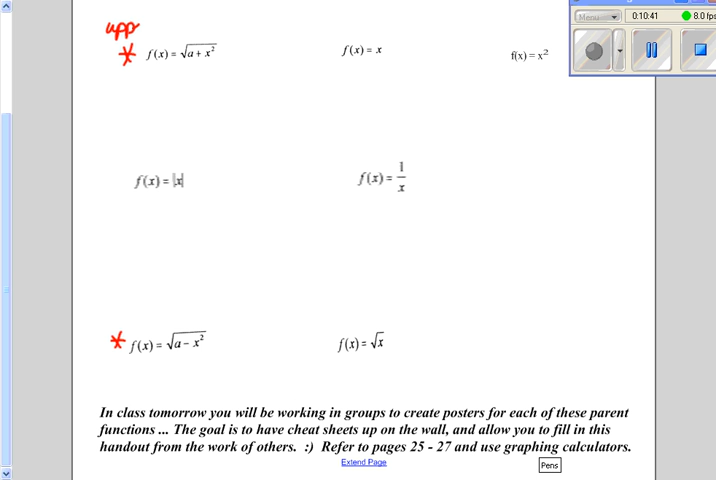 Menu 0:10:41 8.0 fps
upp
* f(x) = √a + x² f(x) = x f(x) = x²
f(x) = |x| f(x) = 1/x
* f(x) = √a − x² f(x) = √x
In class tomorrow you will be working in groups to create posters for each of these parent
functions ... The goal is to have cheat sheets up on the wall, and allow you to fill in this
handout from the work of others. :) Refer to pages 25 - 27 and use graphing calculators.
Extend Page
Pens